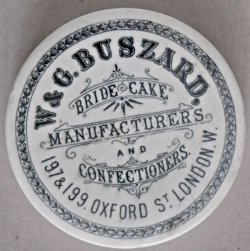 W & G. BUSZARD,
BRIDE CAKE
MANUFACTURERS
AND
CONFECTIONERS.
197 & 199, OXFORD ST. LONDON, W.